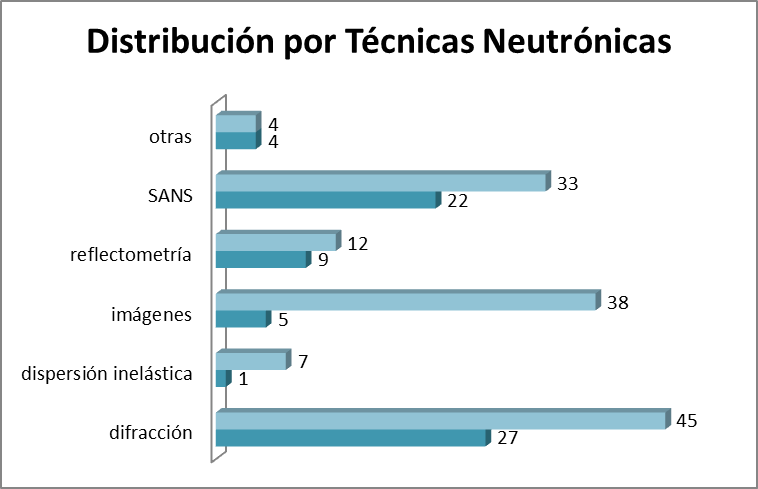 Distribución por Técnicas Neutrónicas
otras
4
4
SANS
33
22
reflectometría
12
9
imágenes
38
5
dispersión inelástica
7
1
difracción
45
27